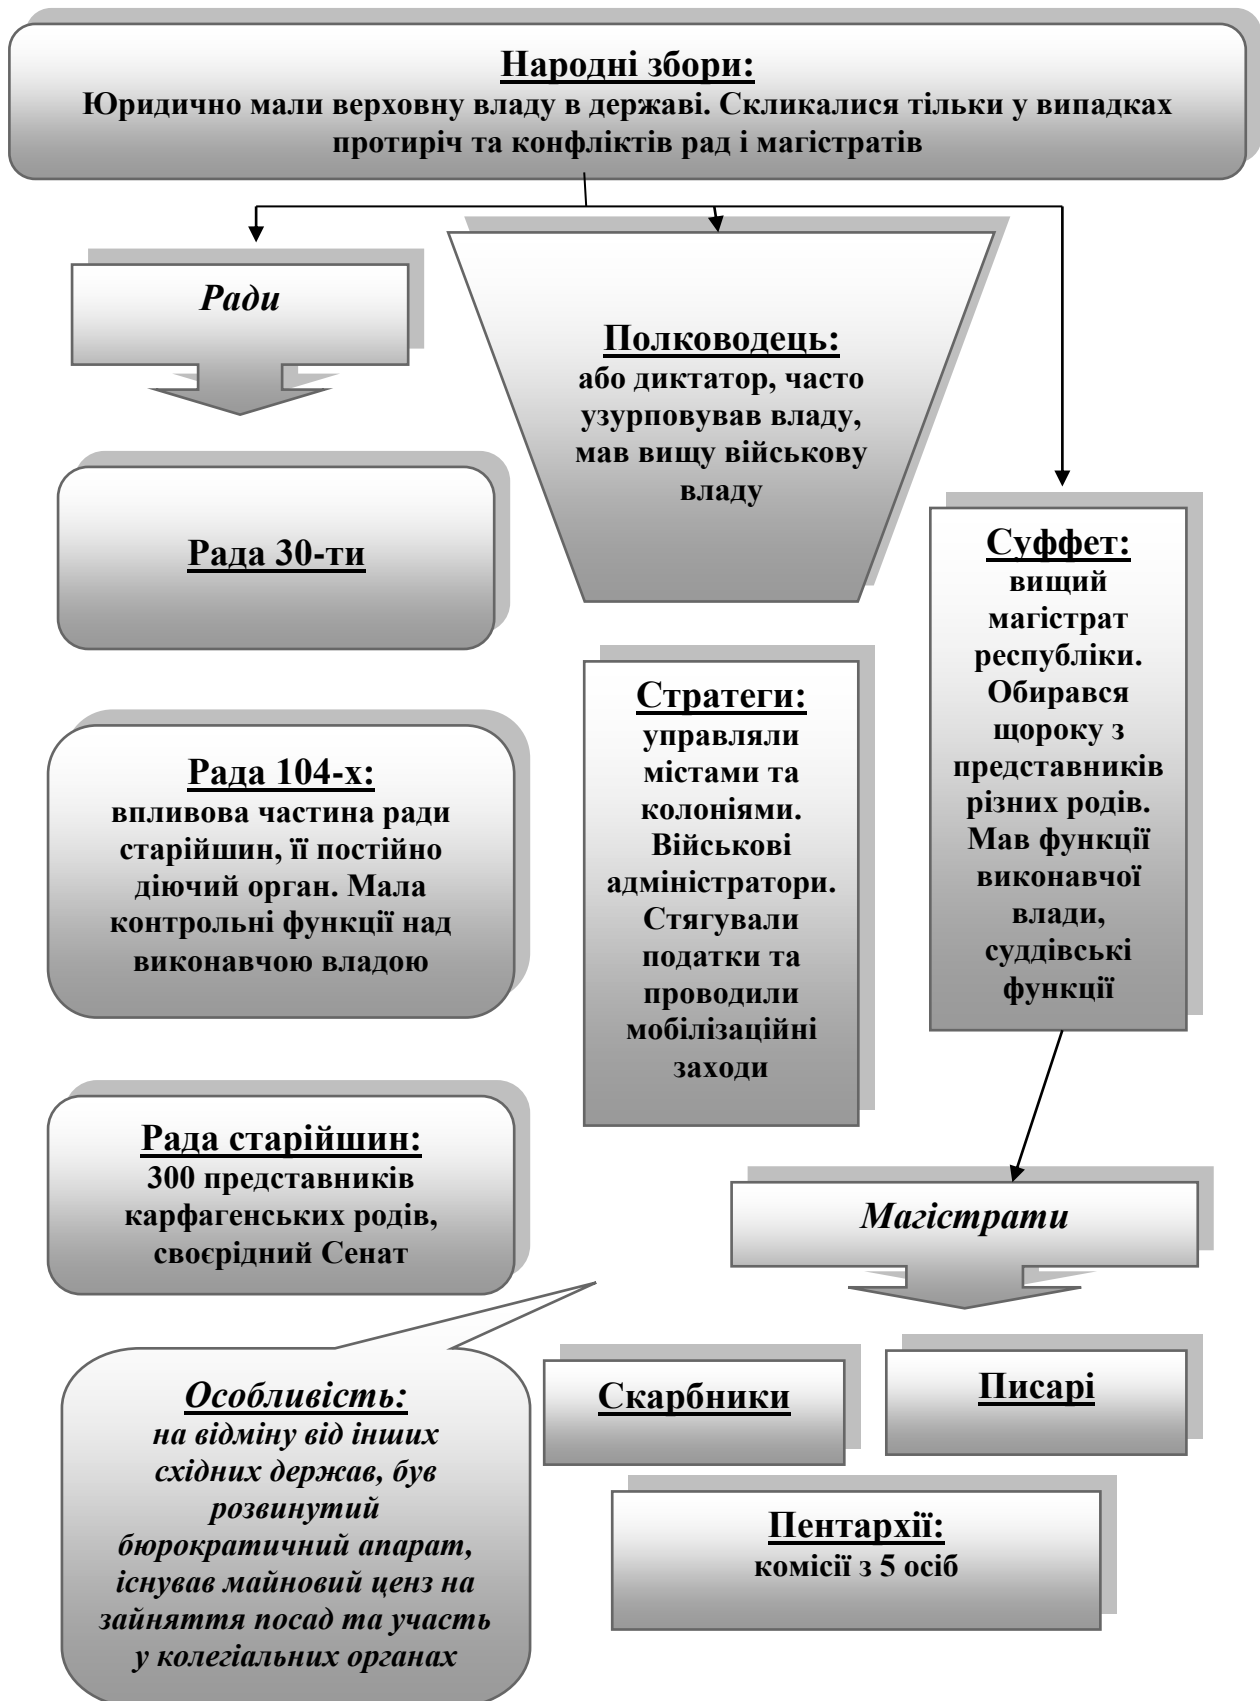 Народні збори:
Юридично мали верховну владу в державі. Скликалися тільки у випадках
протиріч та конфліктів рад і магістратів
Ради
Полководець:
або диктатор, часто
узурповував владу,
мав вищу військову
владу
Рада 30-ти
Суффет:
вищий
магістрат
республіки.
Обирався
щороку з
представників
різних родів.
Мав функції
виконавчої
влади,
суддівські
функції
Стратеги:
управляли
містами та
колоніями.
Військові
адміністратори.
Стягували
податки та
проводили
мобілізаційні
заходи
Рада 104-х:
впливова частина ради
старійшин, її постійно
діючий орган. Мала
контрольні функції над
виконавчою владою
Рада старійшин:
300 представників
карфагенських родів,
своєрідний Сенат
Магістрати
Особливість:
на відміну від інших
східних держав, був
розвинутий
бюрократичний апарат,
існував майновий ценз на
зайняття посад та участь
у колегіальних органах
Скарбники
Писарі
Пентархії:
комісії з 5 осіб